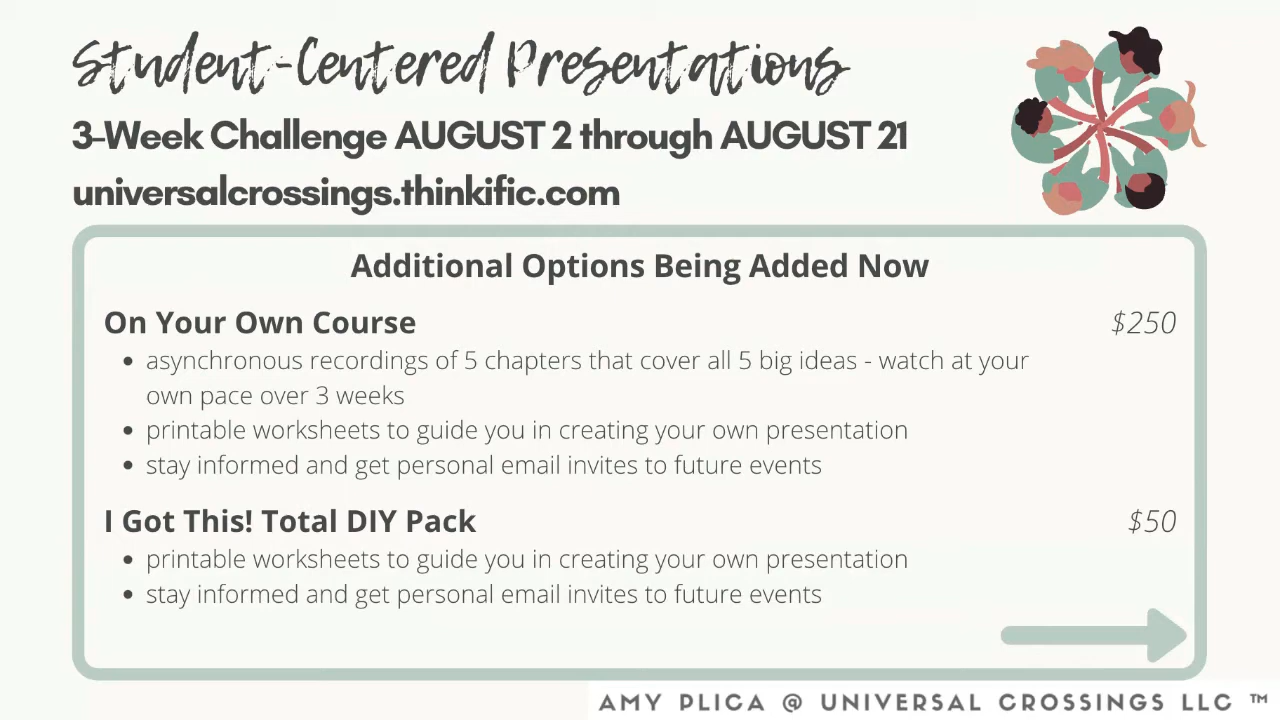 Student-Centered Presentations
3-Week Challenge AUGUST 2 through AUGUST 21
universalcrossings.thinkific.com
Additional Options Being Added Now
On Your Own Course $250
• asynchronous recordings of 5 chapters that cover all 5 big ideas - watch at your
own pace over 3 weeks
• printable worksheets to guide you in creating your own presentation
• stay informed and get personal email invites to future events
I Got This! Total DIY Pack $50
• printable worksheets to guide you in creating your own presentation
• stay informed and get personal email invites to future events
AMY PLICA @ UNIVERSAL CROSSINGS LLC ™